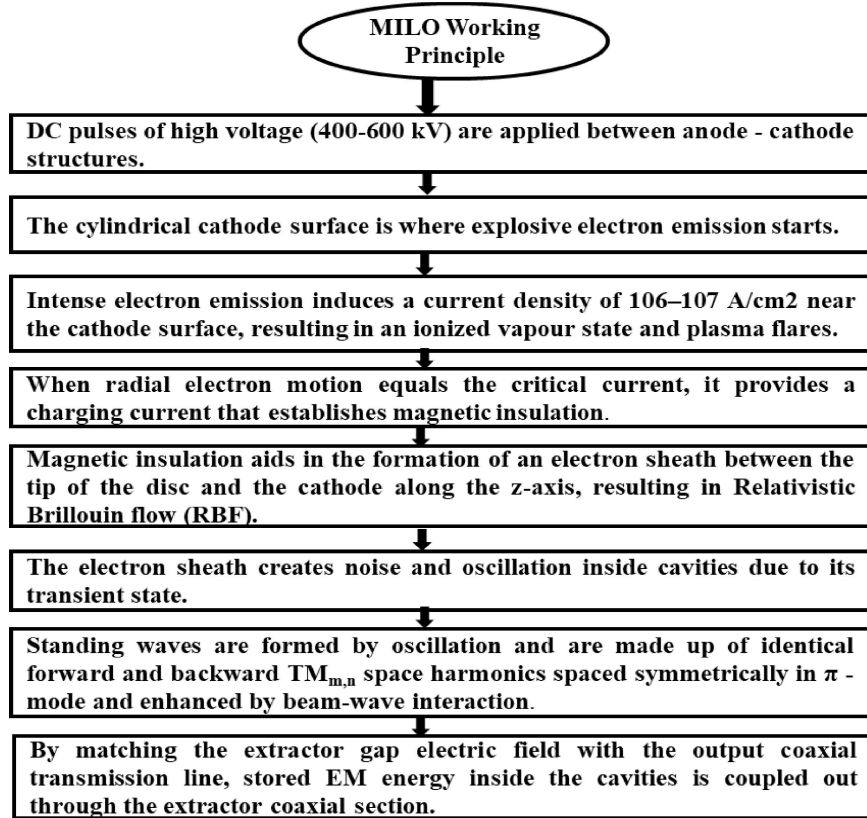 MILO Working
Principle
DC pulses of high voltage (400-600 kV) are applied between anode - cathode
structures.
The cylindrical cathode surface is where explosive electron emission starts.
Intense electron emission induces a current density of 106–107 A/cm2 near
the cathode surface, resulting in an ionized vapour state and plasma flares.
When radial electron motion equals the critical current, it provides a
charging current that establishes magnetic insulation.
Magnetic insulation aids in the formation of an electron sheath between the
tip of the disc and the cathode along the z-axis, resulting in Relativistic
Brillouin flow (RBF).
The electron sheath creates noise and oscillation inside cavities due to its
transient state.
Standing waves are formed by oscillation and are made up of identical
forward and backward TMm,n space harmonics spaced symmetrically in π -
mode and enhanced by beam-wave interaction.
By matching the extractor gap electric field with the output coaxial
transmission line, stored EM energy inside the cavities is coupled out
through the extractor coaxial section.